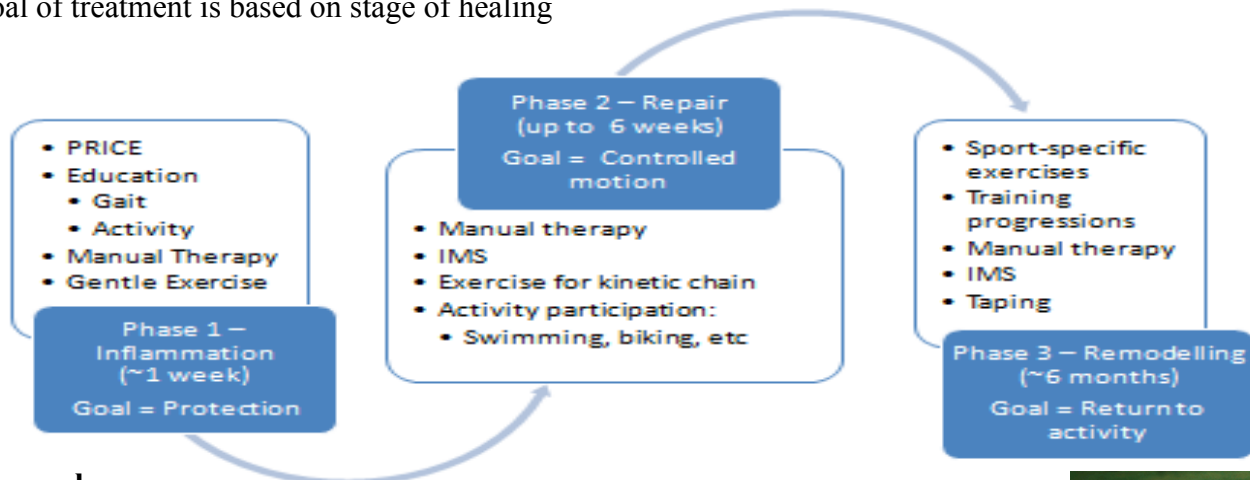 oal of treatment is based on stage of healing
• PRICE
• Education
• Gait
• Activity
• Manual Therapy
• Gentle Exercise
Phase 1 –
Inflammation
(~1 week)
Goal = Protection
Phase 2 – Repair
(up to 6 weeks)
Goal = Controlled
motion
• Manual therapy
• IMS
• Exercise for kinetic chain
• Activity participation:
• Swimming, biking, etc
• Sport-specific
exercises
• Training
progressions
• Manual therapy
• IMS
• Taping
Phase 3 – Remodelling
(~6 months)
Goal = Return to
activity